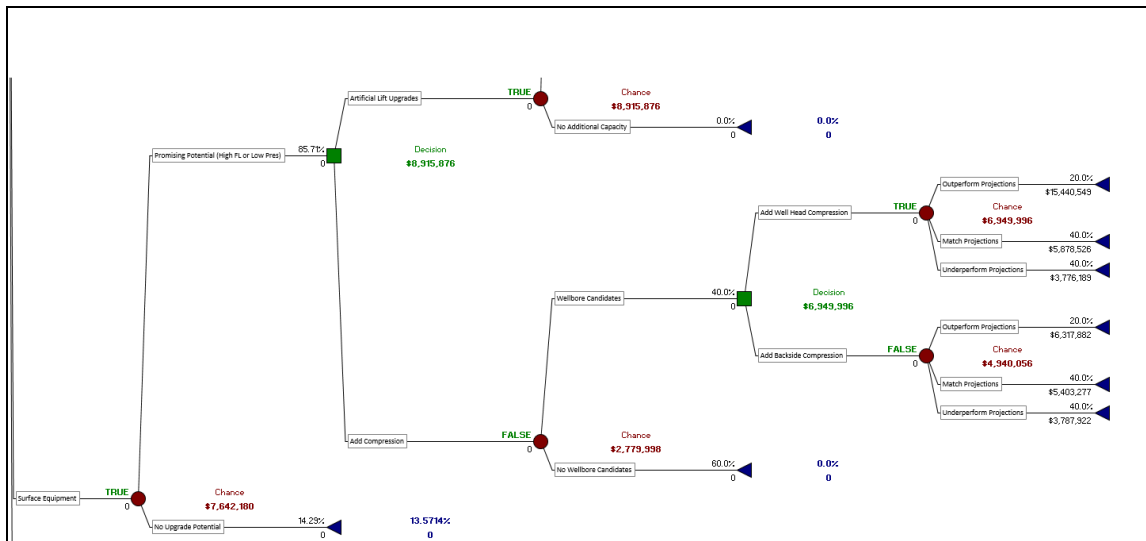 Artificial Lift Upgrades
TRUE
0
Chance
$8,915,876
No Additional Capacity
0.0%
0
0.0%
0
Promising Potential (High FL or Low Pres)
85.71%
0
Decision
$8,915,876
Outperform Projections
20.0%
$15,440,549
Add Well Head Compression
TRUE
0
Chance
$6,949,996
Match Projections
40.0%
$5,878,526
Underperform Projections
40.0%
$3,776,189
Wellbore Candidates
40.0%
0
Decision
$6,949,996
Outperform Projections
20.0%
$6,317,882
Add Backside Compression
FALSE
0
Chance
$4,940,056
Match Projections
40.0%
$5,403,277
Underperform Projections
40.0%
$3,787,922
Add Compression
FALSE
0
Chance
$2,779,998
No Wellbore Candidates
60.0%
0
0.0%
0
Surface Equipment
TRUE
0
Chance
$7,642,180
No Upgrade Potential
14.29%
0
13.5714%
0